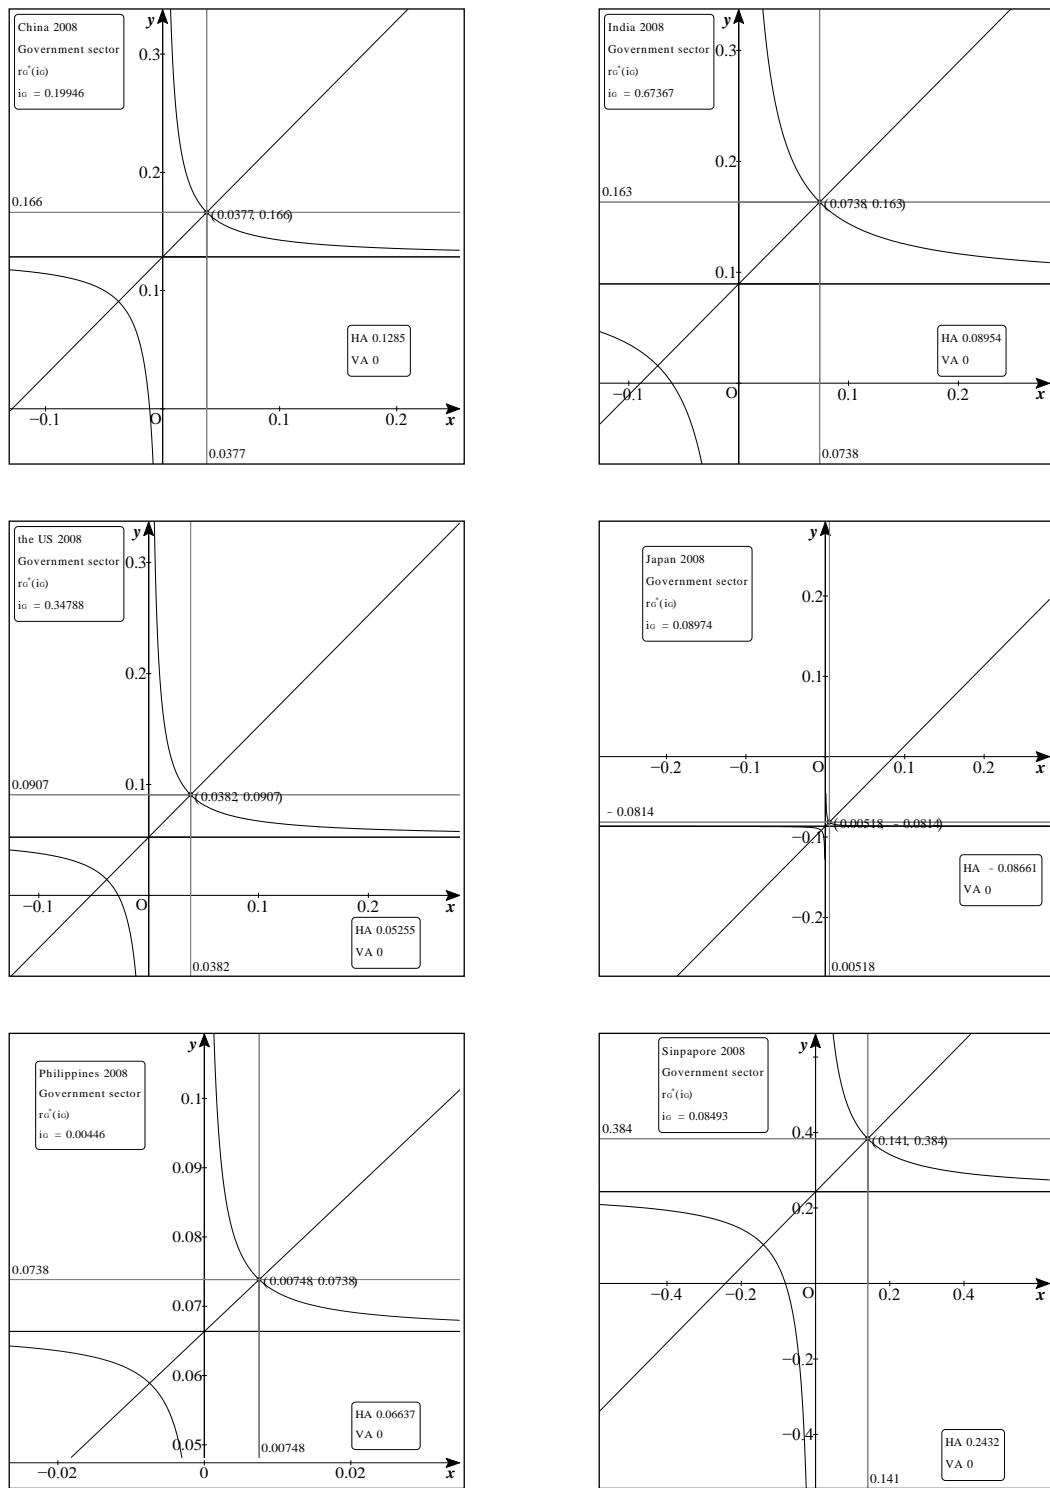 China 2008
Government sector
rG*(iG)
iG = 0.19946
y
0.3
0.2
0.166
(0.0377, 0.166)
0.1
HA 0.1285
VA 0
−0.1
O
0.1
0.2
x
0.0377
India 2008
Government sector
rG*(iG)
iG = 0.67367
y
0.3
0.2
0.163
(0.0738, 0.163)
0.1
HA 0.08954
VA 0
−0.1
O
0.1
0.2
x
0.0738
the US 2008
Government sector
rG*(iG)
iG = 0.34788
y
0.3
0.2
0.1
0.0907
(0.0382, 0.0907)
−0.1
O
0.1
0.2
x
HA 0.05255
VA 0
0.0382
Japan 2008
Government sector
rG*(iG)
iG = 0.08974
y
0.2
0.1
−0.2
−0.1
O
0.1
0.2
x
− 0.0814
(0.00518, − 0.0814)
−0.1
HA − 0.08661
VA 0
−0.2
0.00518
Philippines 2008
Government sector
rG*(iG)
iG = 0.00446
y
0.1
0.09
0.08
0.0738
(0.00748, 0.0738)
0.07
0.06
HA 0.06637
VA 0
0.05
0.00748
−0.02
0
0.02
x
Sinpapore 2008
Government sector
rG*(iG)
iG = 0.08493
y
0.4
0.384
(0.141, 0.384)
0.2
−0.4
−0.2
O
0.2
0.4
x
−0.2
−0.4
HA 0.2432
VA 0
0.141